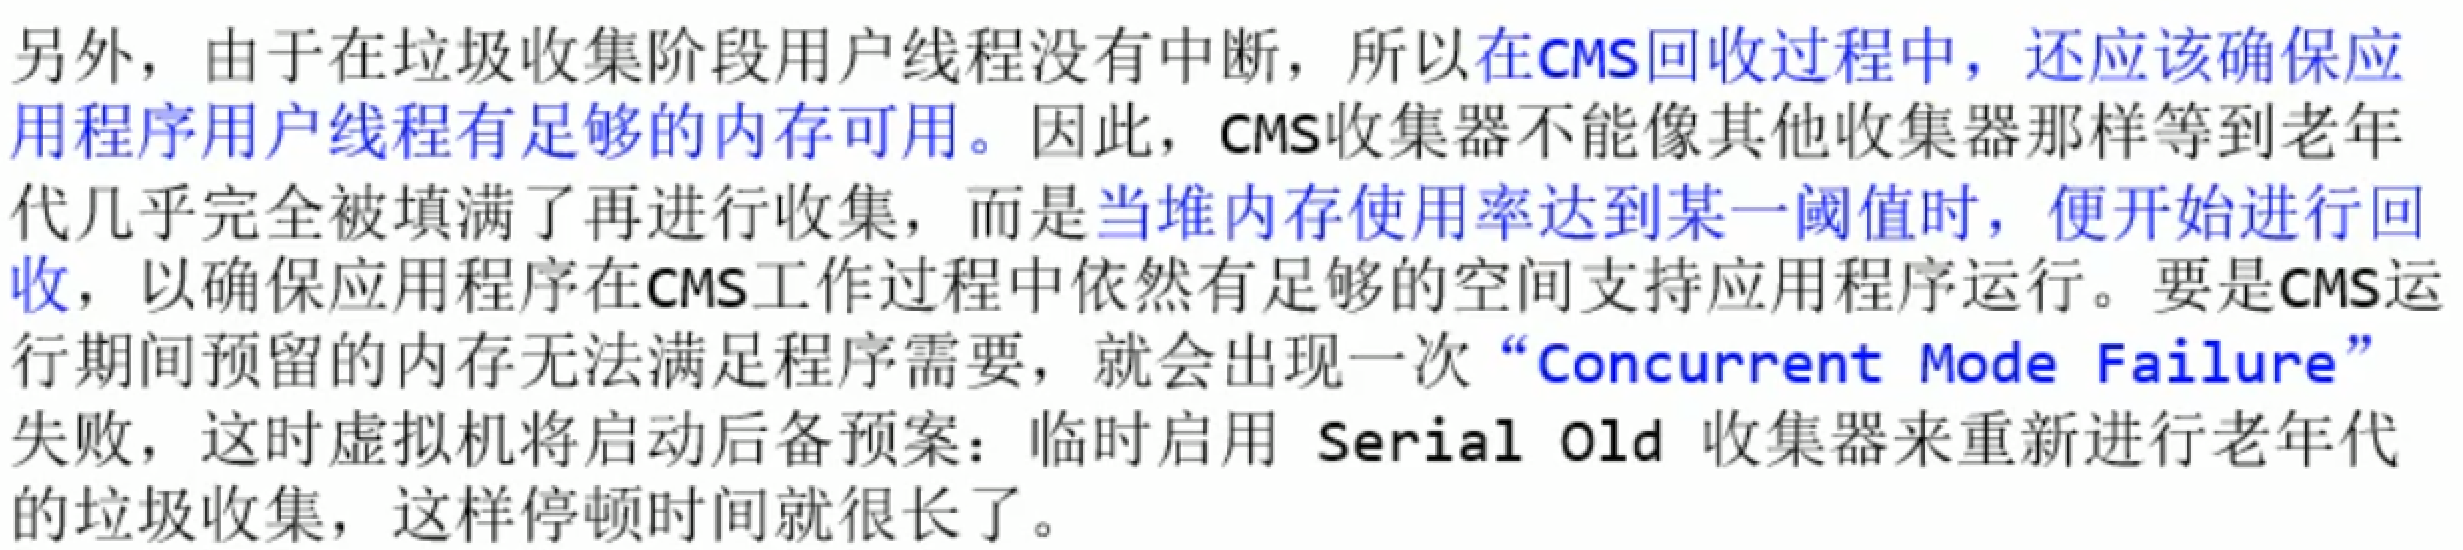 另外，由于在垃圾收集阶段用户线程没有中断，所以在CMS回收过程中，还应该确保应
用程序用户线程有足够的内存可用。因此，CMS收集器不能像其他收集器那样等到老年
代几乎完全被填满了再进行收集，而是当堆内存使用率达到某一阈值时，便开始进行回
收，以确保应用程序在CMS工作过程中依然有足够的空间支持应用程序运行。要是CMS运
行期间预留的内存无法满足程序需要，就会出现一次“Concurrent Mode Failure”
失败，这时虚拟机将启动后备预案：临时启用 Serial Old 收集器来重新进行老年代
的垃圾收集，这样停顿时间就很长了。